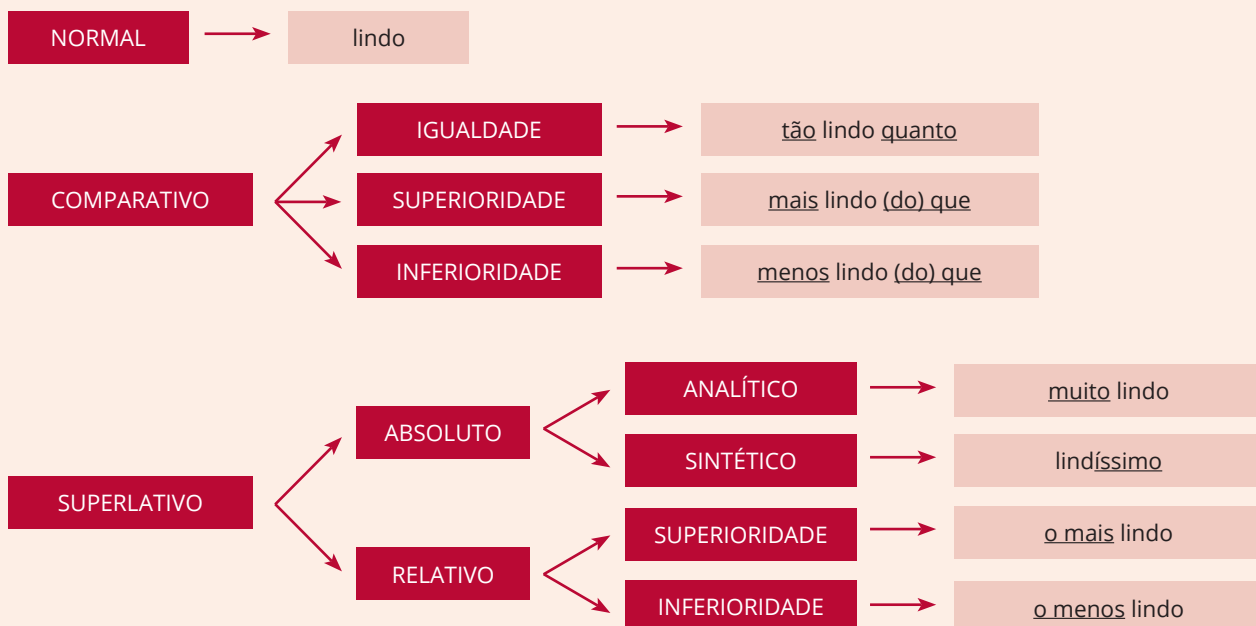 NORMAL
lindo
COMPARATIVO
IGUALDADE
tão lindo quanto
SUPERIORIDADE
mais lindo (do) que
INFERIORIDADE
menos lindo (do) que
SUPERLATIVO
ABSOLUTO
ANALÍTICO
muito lindo
SINTÉTICO
lindíssimo
RELATIVO
SUPERIORIDADE
o mais lindo
INFERIORIDADE
o menos lindo